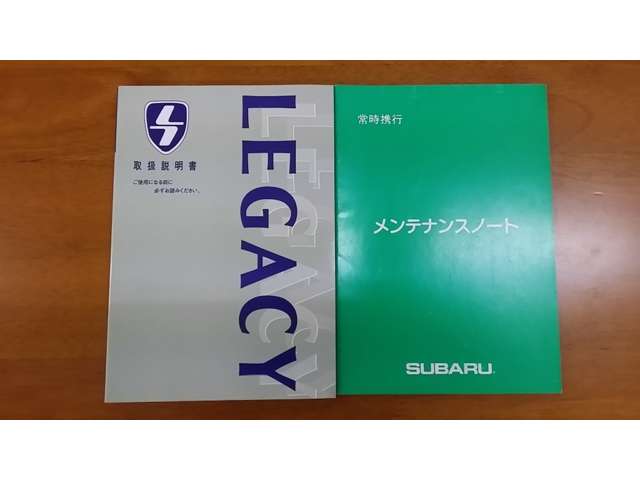 取扱説明書
ご使用になる前に
必ずお読みください。
LEGACY
常時携行
メンテナンスノート
SUBARU